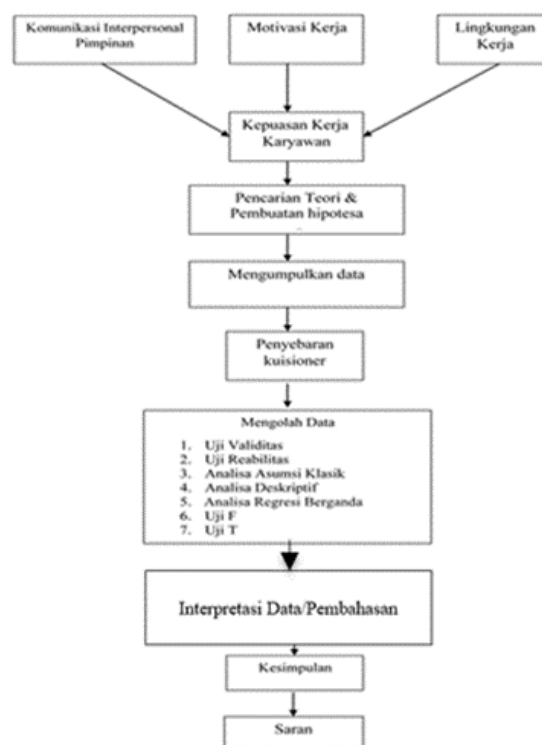 Komunikasi Interpersonal
Pimpinan
Motivasi Kerja
Lingkungan
Kerja
Kepuasan Kerja
Karyawan
Pencarian Teori &
Pembuatan hipotesa
Mengumpulkan data
Penyebaran
kuisioner
Mengolah Data
1. Uji Validitas
2. Uji Reabilitas
3. Analisa Asumsi Klasik
4. Analisa Deskriptif
5. Analisa Regresi Berganda
6. Uji F
7. Uji T
Interpretasi Data/Pembahasan
Kesimpulan
Saran